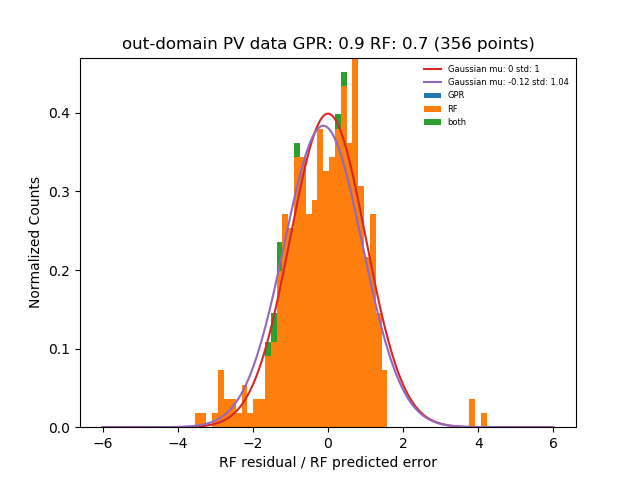 out-domain PV data GPR: 0.9 RF: 0.7 (356 points)
Gaussian mu: 0 std: 1
Gaussian mu: -0.12 std: 1.04
GPR
RF
both
Normalized Counts
0.4
0.3
0.2
0.1
0.0
−6 −4 −2 0 2 4 6
RF residual / RF predicted error